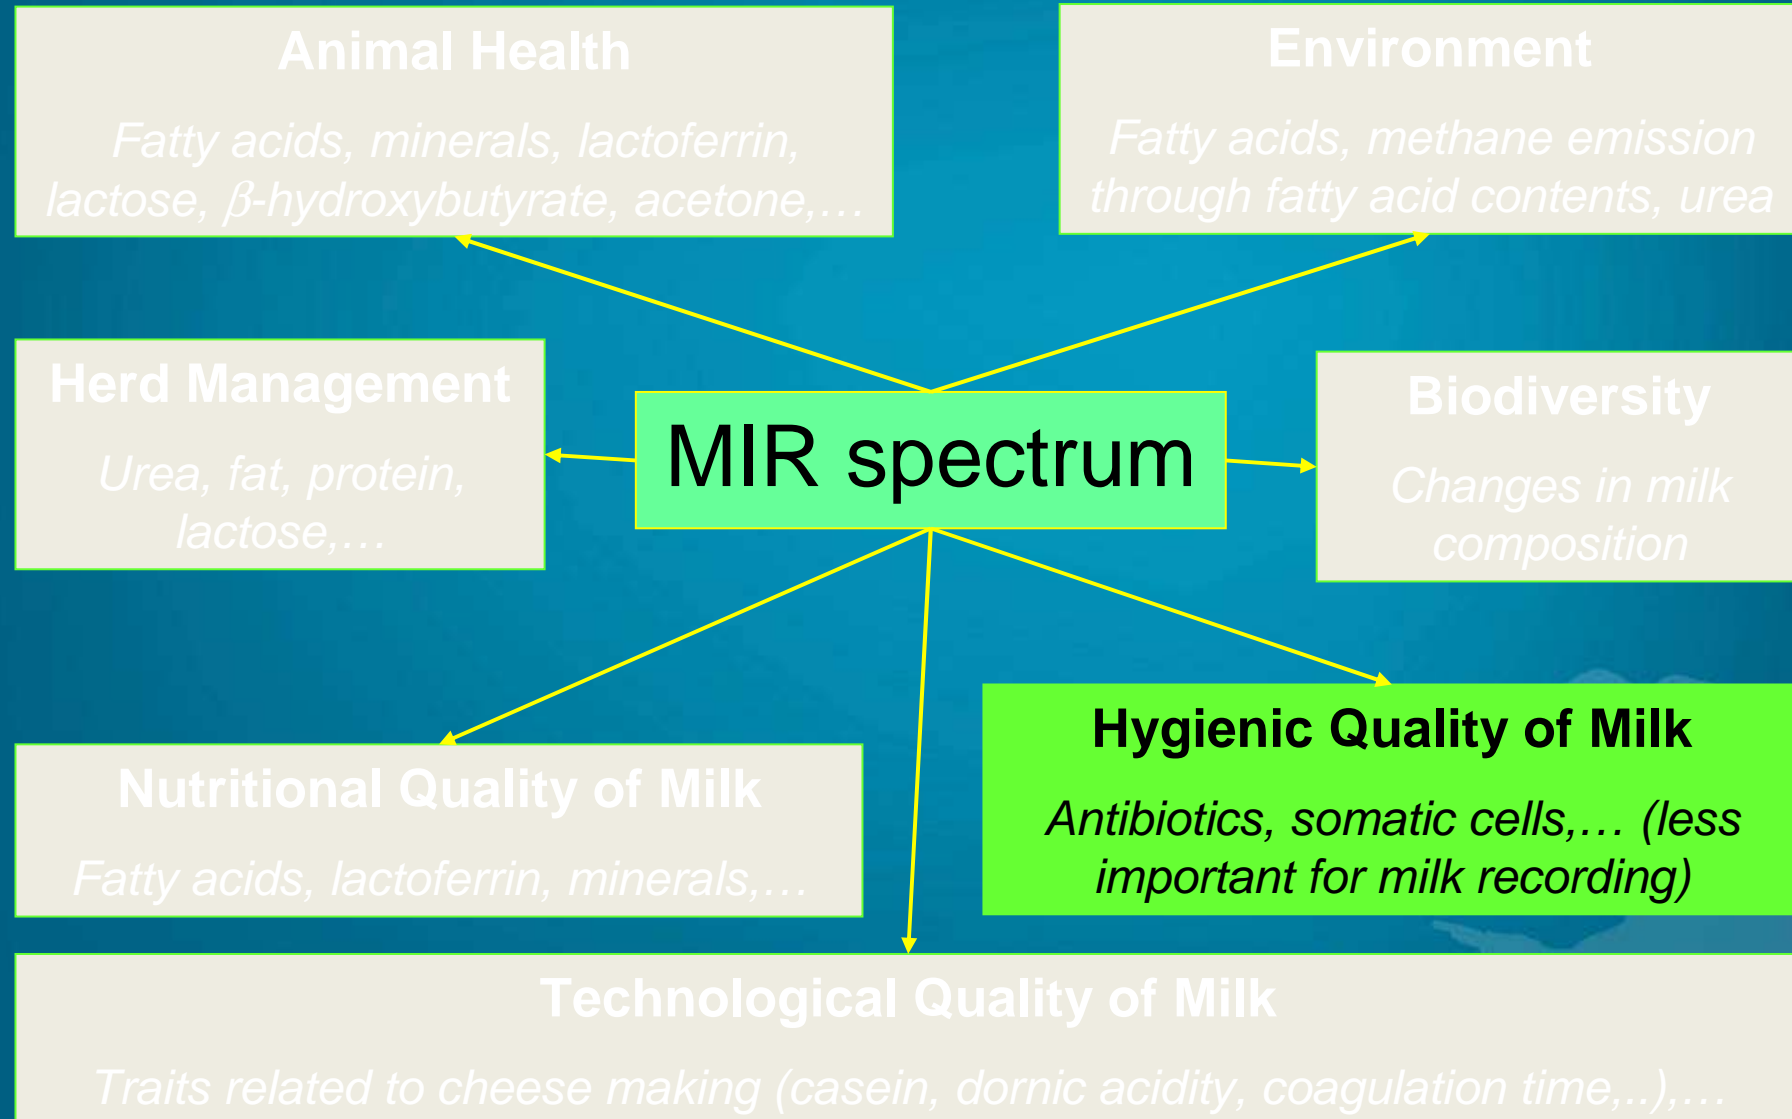 Animal Health
Fatty acids, minerals, lactoferrin,
lactose, β-hydroxybutyrate, acetone,…
Environment
Fatty acids, methane emission
through fatty acid contents, urea
Herd Management
Urea, fat, protein,
lactose,…
MIR spectrum
Biodiversity
Changes in milk
composition
Nutritional Quality of Milk
Fatty acids, lactoferrin, minerals,…
Hygienic Quality of Milk
Antibiotics, somatic cells,… (less
important for milk recording)
Technological Quality of Milk
Traits related to cheese making (casein, dornic acidity, coagulation time,..),…